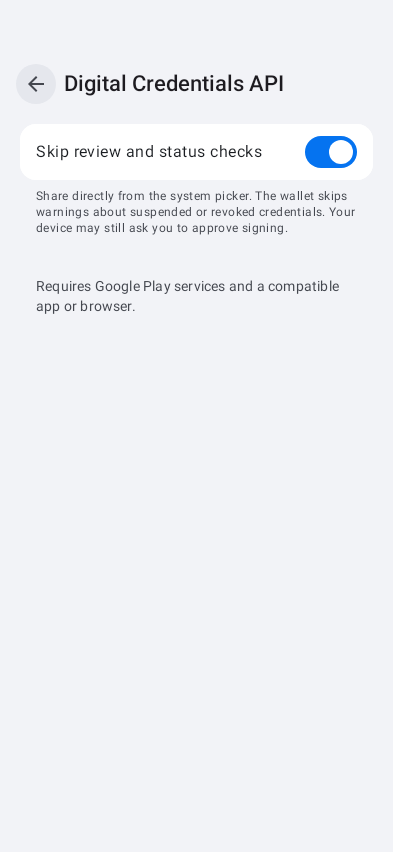 Digital Credentials API
Skip review and status checks
Share directly from the system picker. The wallet skips
warnings about suspended or revoked credentials. Your
device may still ask you to approve signing.
Requires Google Play services and a compatible
app or browser.